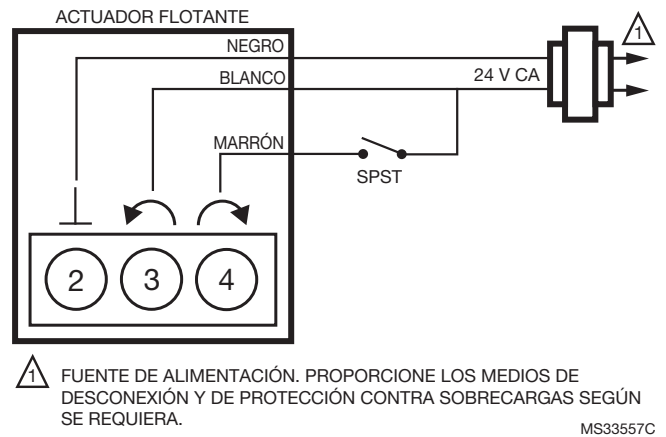 ACTUADOR FLOTANTE
NEGRO
BLANCO
24 V CA
1
MARRÓN
SPST
2
3
4
1
FUENTE DE ALIMENTACIÓN. PROPORCIONE LOS MEDIOS DE
DESCONEXIÓN Y DE PROTECCIÓN CONTRA SOBRECARGAS SEGÚN
SE REQUIERA.
MS33557C